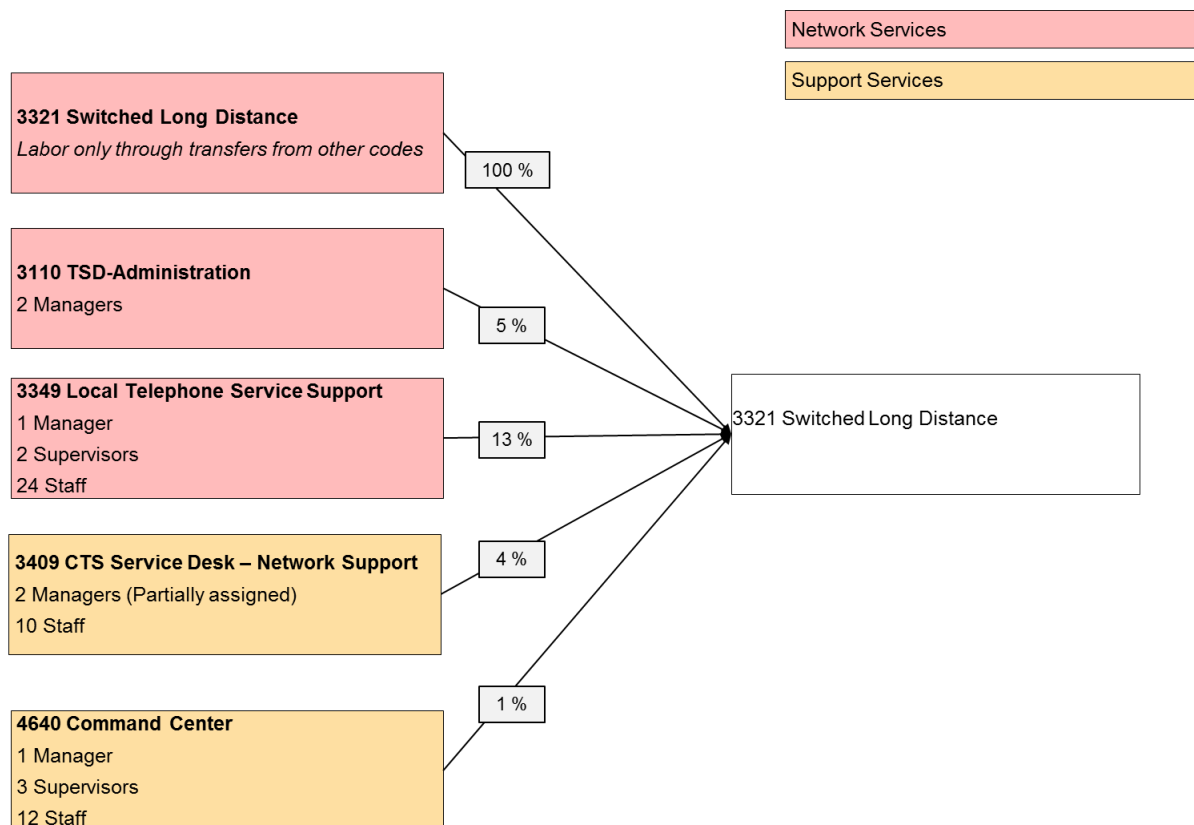 Network Services
Support Services
3321 Switched Long Distance
Labor only through transfers from other codes
100 %
3110 TSD-Administration
2 Managers
5 %
3349 Local Telephone Service Support
1 Manager
2 Supervisors
24 Staff
13 %
3321 Switched Long Distance
3409 CTS Service Desk – Network Support
2 Managers (Partially assigned)
10 Staff
4 %
4640 Command Center
1 Manager
3 Supervisors
12 Staff
1 %